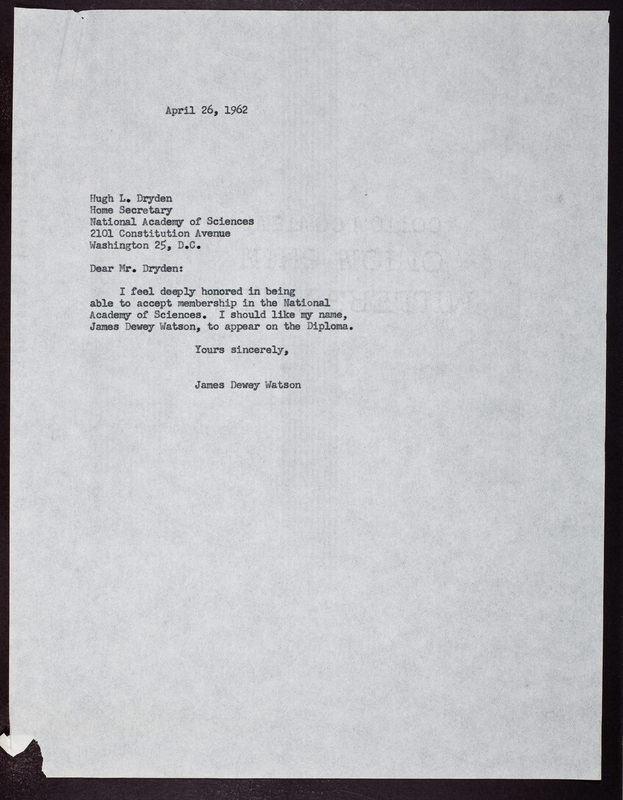 April 26, 1962
Hugh L. Dryden
Home Secretary
National Academy of Sciences
2101 Constitution Avenue
Washington 25, D.C.
Dear Mr. Dryden:
I feel deeply honored in being
able to accept membership in the National
Academy of Sciences. I should like my name,
James Dewey Watson, to appear on the Diploma.
Yours sincerely,
James Dewey Watson